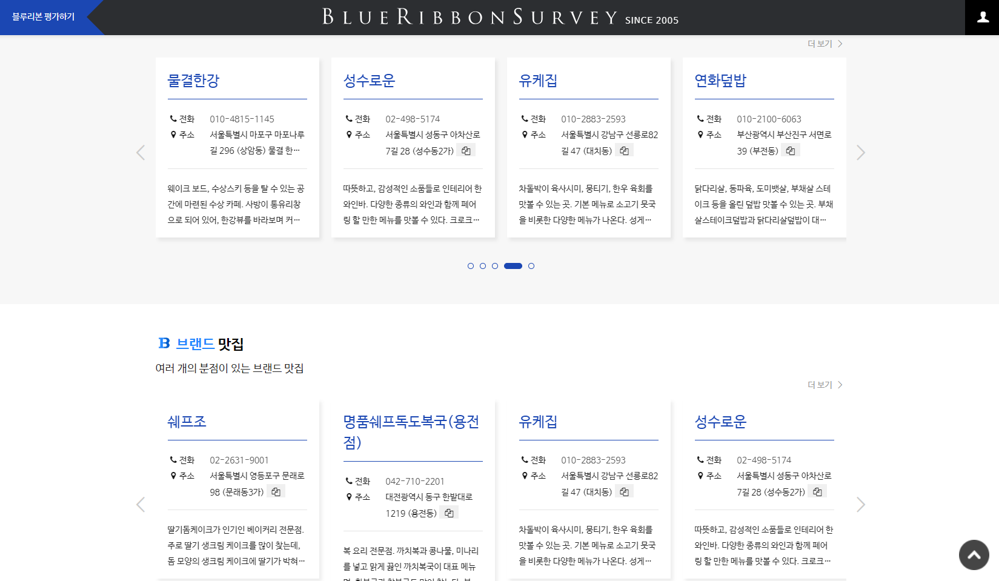 블루리본 평가하기
BLUERIBBONSURVEY SINCE 2005
더 보기
물결한강
전화 010-4815-1145
주소 서울특별시 마포구 마포나루
길 296 (상암동) 물결 한…
웨이크 보드, 수상스키 등을 탈 수 있는 공
간에 마련된 수상 카페. 사방이 통유리창
으로 되어 있어, 한강뷰를 바라보며 커…
성수로운
전화 02-498-5174
주소 서울특별시 성동구 아차산로
7길 28 (성수동2가)
따뜻하고, 감성적인 소품들로 인테리어 한
와인바. 다양한 종류의 와인과 함께 페어
링 할 만한 메뉴를 맛볼 수 있다. 크로크…
유케집
전화 010-2883-2593
주소 서울특별시 강남구 선릉로82
길 47 (대치동)
차돌박이 육사시미, 뭉티기, 한우 육회를
맛볼 수 있는 곳. 기본 메뉴로 소고기 뭇국
을 비롯한 다양한 메뉴가 나온다. 성게…
연화덮밥
전화 010-2100-6063
주소 부산광역시 부산진구 서면로
39 (부전동)
닭다리살, 동파육, 도미뱃살, 부채살 스테
이크 등을 올린 덮밥 맛볼 수 있는 곳. 부채
살스테이크덮밥과 닭다리살덮밥이 대…
B 브랜드 맛집
여러 개의 분점이 있는 브랜드 맛집
더 보기
쉐프조
전화 02-2631-9001
주소 서울특별시 영등포구 문래로
98 (문래동3가)
딸기돔케이크가 인기인 베이커리 전문점.
주로 딸기 생크림 케이크를 많이 찾는데,
돔 모양의 생크림 케이크에 딸기가 박혀…
명품쉐프독도복국(용전
점)
전화 042-710-2201
주소 대전광역시 동구 한밭대로
1219 (용전동)
복 요리 전문점. 까치복과 콩나물, 미나리
를 넣고 맑게 끓인 까치복국이 대표 메뉴
유케집
전화 010-2883-2593
주소 서울특별시 강남구 선릉로82
길 47 (대치동)
차돌박이 육사시미, 뭉티기, 한우 육회를
맛볼 수 있는 곳. 기본 메뉴로 소고기 뭇국
을 비롯한 다양한 메뉴가 나온다. 성게…
성수로운
전화 02-498-5174
주소 서울특별시 성동구 아차산로
7길 28 (성수동2가)
따뜻하고, 감성적인 소품들로 인테리어 한
와인바. 다양한 종류의 와인과 함께 페어
링 할 만한 메뉴를 맛볼 수 있다. 크로크…